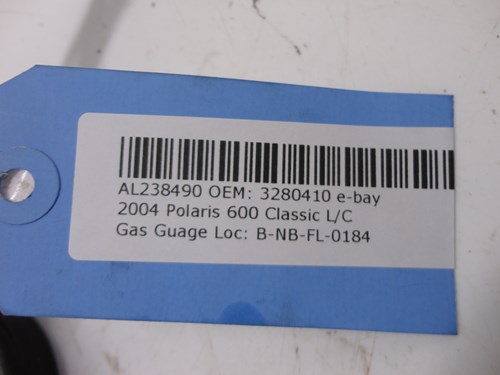 AL238490 OEM: 3280410 e-bay
2004 Polaris 600 Classic L/C
Gas Guage Loc: B-NB-FL-0184